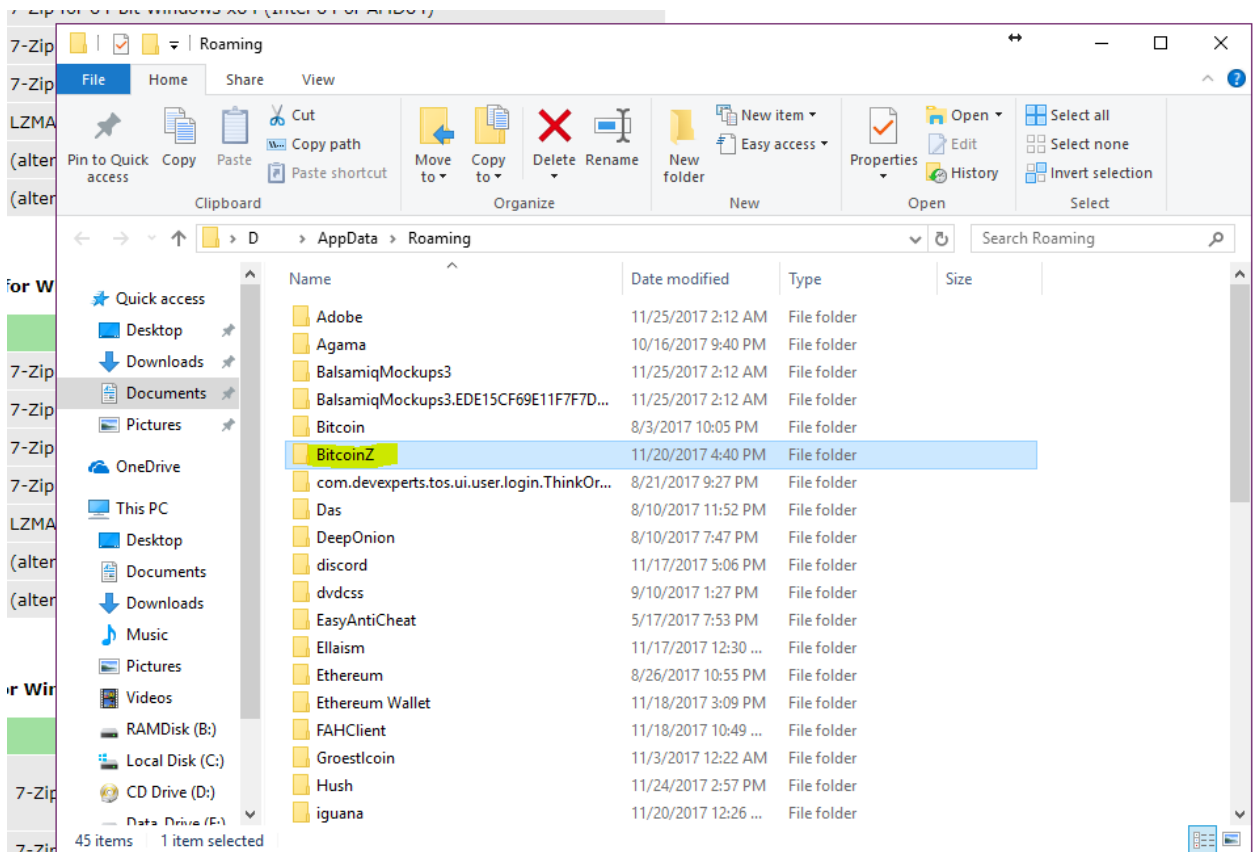 7-Zip for 64-bit Windows x64 (Intel 64 or AMD64)
7-Zip
Roaming
7-Zip
File Home Share View
LZMA
(alter
(alter
Pin to Quick access
Copy
Paste
Cut
Copy path
Paste shortcut
Clipboard
Move to
Copy to
Delete
Rename
Organize
New folder
New item
Easy access
New
Properties
Open
Edit
History
Open
Select all
Select none
Invert selection
Select
D > AppData > Roaming
Search Roaming
for W
7-Zip
7-Zip
7-Zip
7-Zip
LZMA
(alter
(alter
or Wir
7-Zip
7-Zip
Quick access
Desktop
Downloads
Documents
Pictures
OneDrive
This PC
Desktop
Documents
Downloads
Music
Pictures
Videos
RAMDisk (B:)
Local Disk (C:)
CD Drive (D:)
Data Drive (E:)
Name Date modified Type Size
Adobe 11/25/2017 2:12 AM File folder
Agama 10/16/2017 9:40 PM File folder
BalsamiqMockups3 11/25/2017 2:12 AM File folder
BalsamiqMockups3.EDE15CF69E11F7F7D... 11/25/2017 2:12 AM File folder
Bitcoin 8/3/2017 10:05 PM File folder
BitcoinZ 11/20/2017 4:40 PM File folder
com.devexperts.tos.ui.user.login.ThinkOr... 8/21/2017 9:27 PM File folder
Das 8/10/2017 11:52 PM File folder
DeepOnion 8/10/2017 7:47 PM File folder
discord 11/17/2017 5:06 PM File folder
dvdcss 9/10/2017 1:27 PM File folder
EasyAntiCheat 5/17/2017 7:53 PM File folder
Ellaism 11/17/2017 12:30 ... File folder
Ethereum 8/26/2017 10:55 PM File folder
Ethereum Wallet 11/18/2017 3:09 PM File folder
FAHClient 11/18/2017 10:49 ... File folder
Groestlcoin 11/3/2017 12:22 AM File folder
Hush 11/24/2017 2:57 PM File folder
iguana 11/20/2017 12:26 ... File folder
45 items 1 item selected